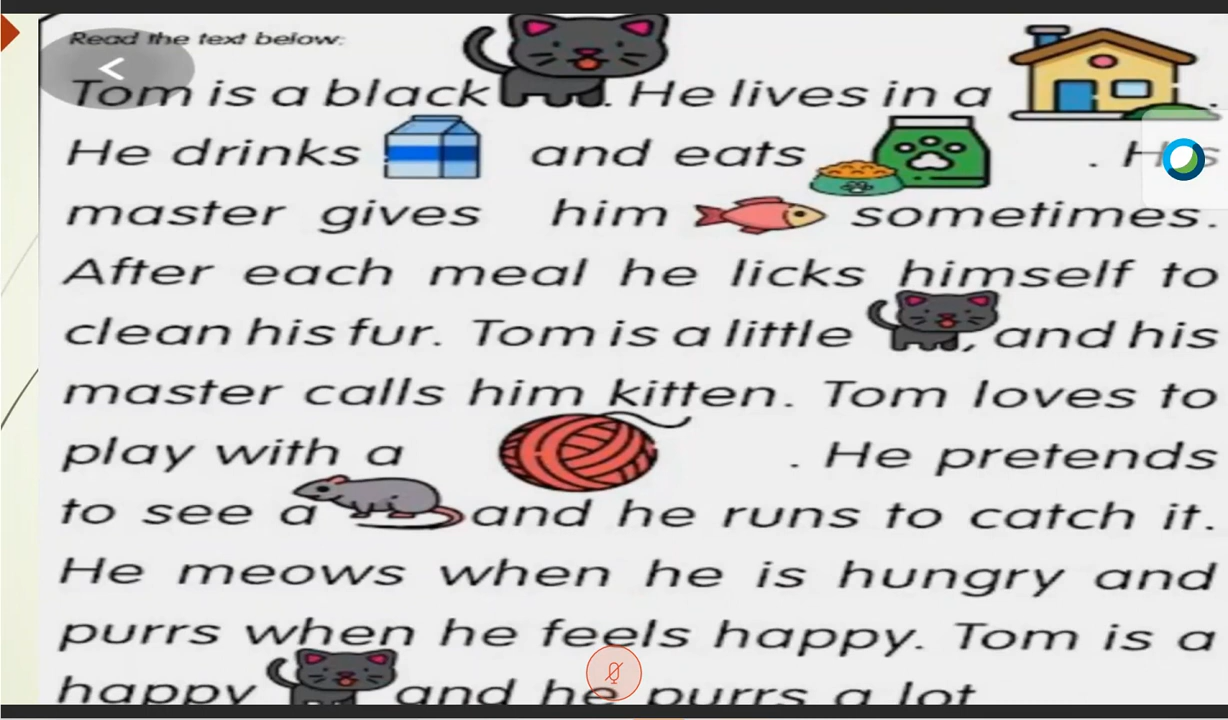 Read the text below:
Tom is a black . He lives in a .
He drinks and eats . His
master gives him sometimes.
After each meal he licks himself to
clean his fur. Tom is a little , and his
master calls him kitten. Tom loves to
play with a . He pretends
to see a and he runs to catch it.
He meows when he is hungry and
purrs when he feels happy. Tom is a
happy and he purrs a lot